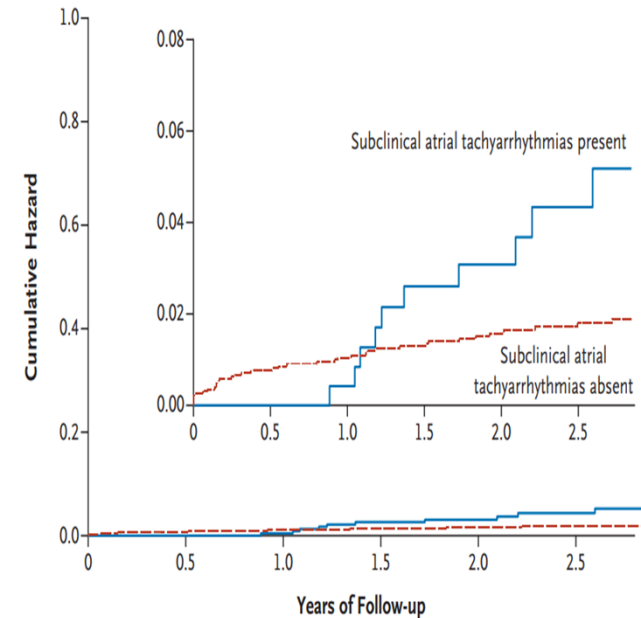 1.0
0.8
0.6
0.4
0.2
0.0
0 0.5 1.0 1.5 2.0 2.5
Cumulative Hazard
Years of Follow-up
0.08
0.06
0.04
0.02
0.00
0 0.5 1.0 1.5 2.0 2.5
Subclinical atrial tachyarrhythmias present
Subclinical atrial
tachyarrhythmias absent